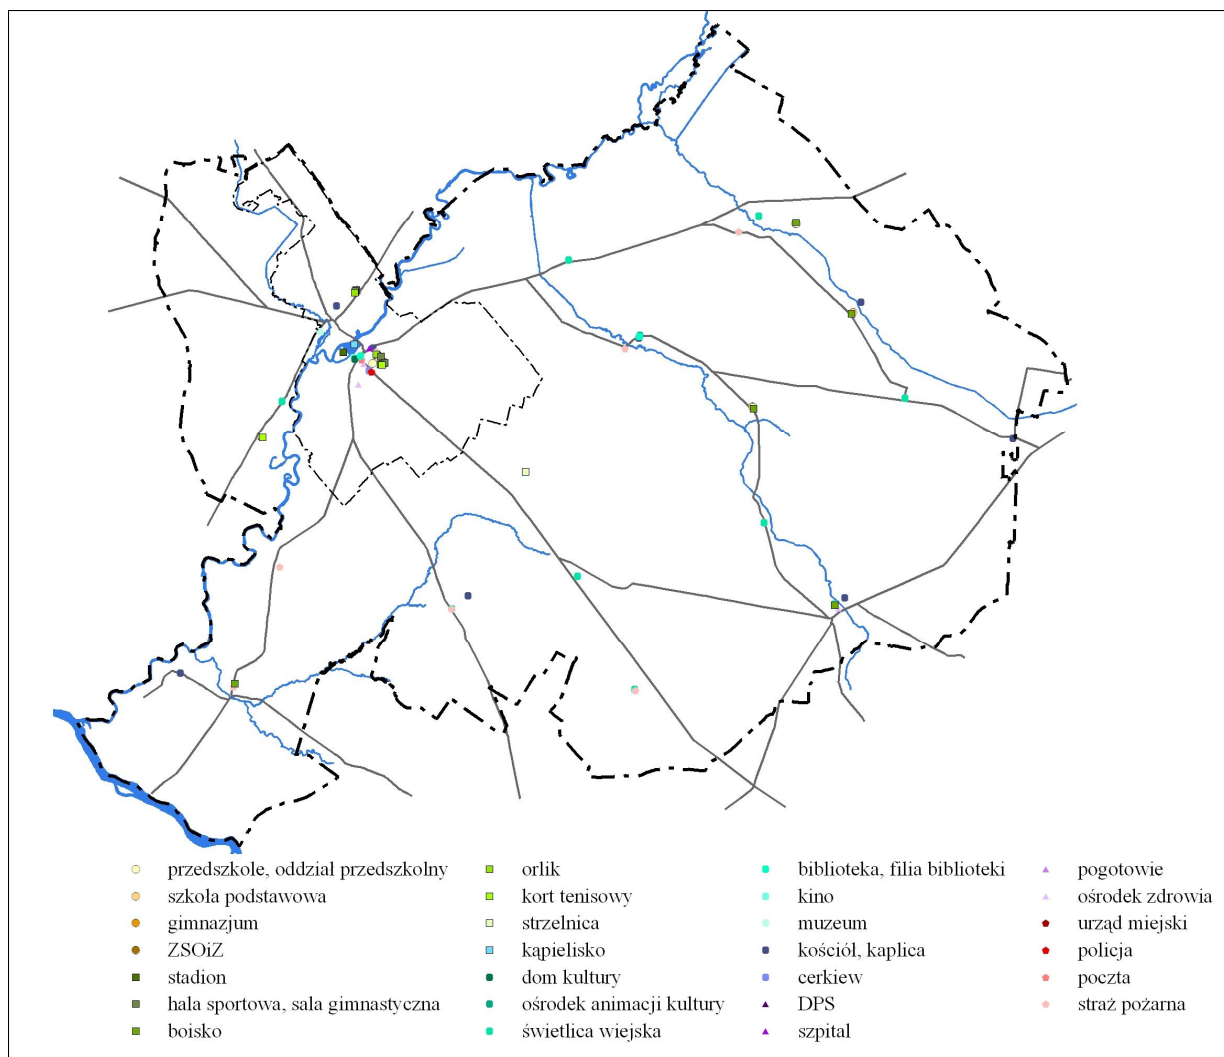 przedszkole, oddział przedszkolny
szkoła podstawowa
gimnazjum
ZSOiZ
stadion
hala sportowa, sala gimnastyczna
boisko
orlik
kort tenisowy
strzelnica
kąpielisko
dom kultury
ośrodek animacji kultury
świetlica wiejska
biblioteka, filia biblioteki
kino
muzeum
kościół, kaplica
cerkiew
DPS
szpital
pogotowie
ośrodek zdrowia
urząd miejski
policja
poczta
straż pożarna